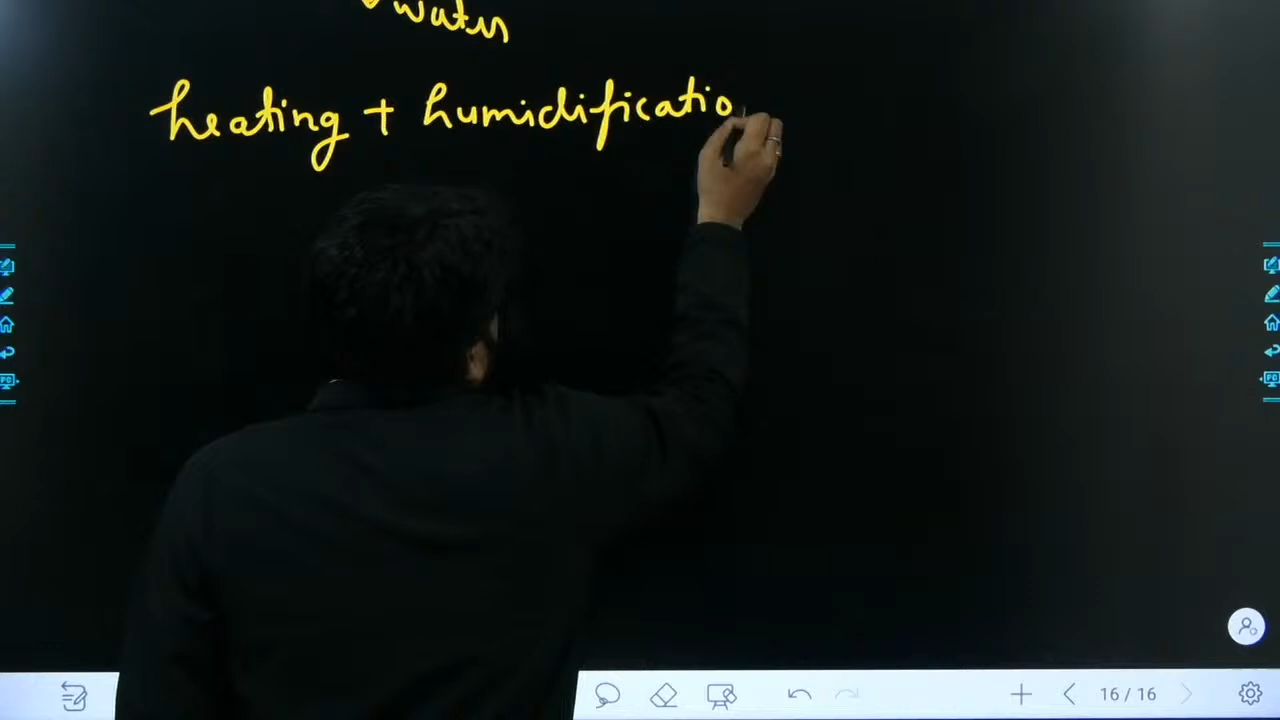 water
heating + humidificatio
16 / 16